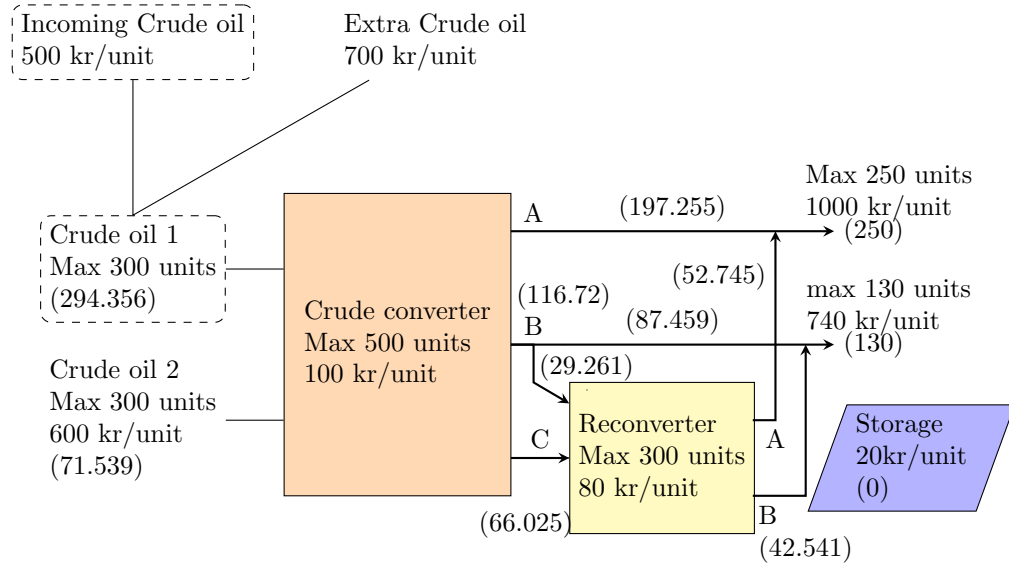 Incoming Crude oil
500 kr/unit
Extra Crude oil
700 kr/unit
Crude oil 1
Max 300 units
(294.356)
Crude oil 2
Max 300 units
600 kr/unit
(71.539)
Crude converter
Max 500 units
100 kr/unit
A
(197.255)
Max 250 units
1000 kr/unit
(250)
(52.745)
(116.72)
B
(87.459)
max 130 units
740 kr/unit
(130)
(29.261)
C
(66.025)
Reconverter
Max 300 units
80 kr/unit
A
B
(42.541)
Storage
20kr/unit
(0)